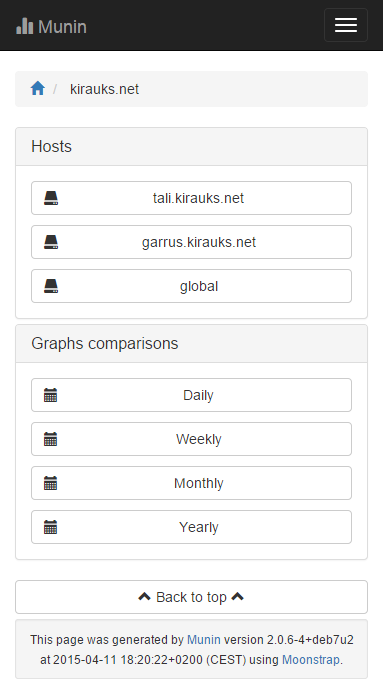 Munin
/ kirauks.net
Hosts
tali.kirauks.net
garrus.kirauks.net
global
Graphs comparisons
Daily
Weekly
Monthly
Yearly
Back to top
This page was generated by Munin version 2.0.6-4+deb7u2
at 2015-04-11 18:20:22+0200 (CEST) using Moonstrap.